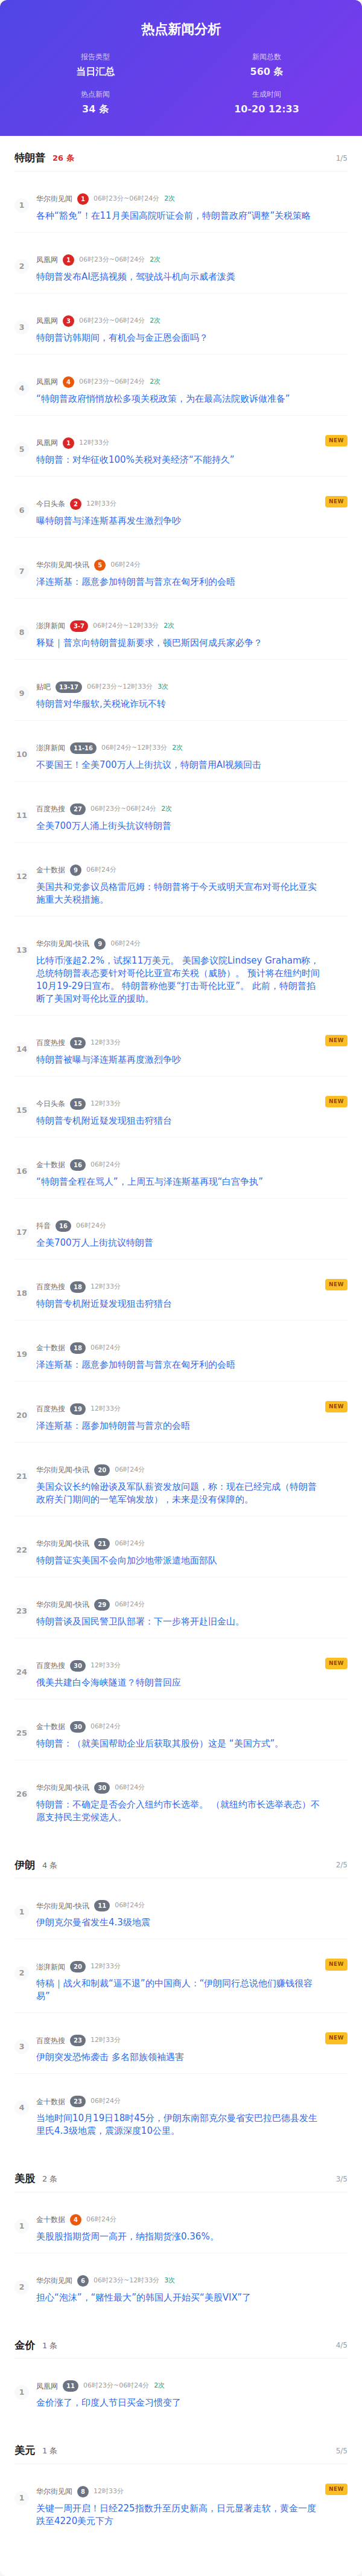 热点新闻分析
报告类型
新闻总数
当日汇总
560 条
热点新闻
生成时间
34 条
10-20 12:33
特朗普 26 条 1/5
1 华尔街见闻 1 06时23分~06时24分 2次
各种“豁免”！在11月美国高院听证会前，特朗普政府“调整”关税策略
2 凤凰网 1 06时23分~06时24分 2次
特朗普发布AI恶搞视频，驾驶战斗机向示威者泼粪
3 凤凰网 3 06时23分~06时24分 2次
特朗普访韩期间，有机会与金正恩会面吗？
4 凤凰网 4 06时23分~06时24分 2次
“特朗普政府悄悄放松多项关税政策，为在最高法院败诉做准备”
5 凤凰网 1 12时33分 NEW
特朗普：对华征收100%关税对美经济“不能持久”
6 今日头条 2 12时33分 NEW
曝特朗普与泽连斯基再发生激烈争吵
7 华尔街见闻-快讯 5 06时24分
泽连斯基：愿意参加特朗普与普京在匈牙利的会晤
8 澎湃新闻 3-7 06时24分~12时33分 2次
释疑｜普京向特朗普提新要求，顿巴斯因何成兵家必争？
9 贴吧 13-17 06时23分~12时33分 3次
特朗普对华服软,关税讹诈玩不转
10 澎湃新闻 11-16 06时24分~12时33分 2次
不要国王！全美700万人上街抗议，特朗普用AI视频回击
11 百度热搜 27 06时23分~06时24分 2次
全美700万人涌上街头抗议特朗普
12 金十数据 9 06时24分
美国共和党参议员格雷厄姆：特朗普将于今天或明天宣布对哥伦比亚实
施重大关税措施。
13 华尔街见闻-快讯 9 06时24分
比特币涨超2.2%，试探11万美元。 美国参议院Lindsey Graham称，
总统特朗普表态要针对哥伦比亚宣布关税（威胁）。 预计将在纽约时间
10月19-29日宣布。 特朗普称他要“打击哥伦比亚”。 此前，特朗普掐
断了美国对哥伦比亚的援助。
14 百度热搜 12 12时33分 NEW
特朗普被曝与泽连斯基再度激烈争吵
15 今日头条 15 12时33分 NEW
特朗普专机附近疑发现狙击狩猎台
16 金十数据 16 06时24分
“特朗普全程在骂人”，上周五与泽连斯基再现“白宫争执”
17 抖音 16 06时24分
全美700万人上街抗议特朗普
18 百度热搜 18 12时33分 NEW
特朗普专机附近疑发现狙击狩猎台
19 金十数据 18 06时24分
泽连斯基：愿意参加特朗普与普京在匈牙利的会晤
20 百度热搜 19 12时33分 NEW
泽连斯基：愿参加特朗普与普京的会晤
21 华尔街见闻-快讯 20 06时24分
美国众议长约翰逊谈及军队薪资发放问题，称：现在已经完成（特朗普
政府关门期间的一笔军饷发放），未来是没有保障的。
22 华尔街见闻-快讯 21 06时24分
特朗普证实美国不会向加沙地带派遣地面部队
23 华尔街见闻-快讯 29 06时24分
特朗普谈及国民警卫队部署：下一步将开赴旧金山。
24 百度热搜 30 12时33分 NEW
俄美共建白令海峡隧道？特朗普回应
25 金十数据 30 06时24分
特朗普：（就美国帮助企业后获取其股份）这是 “美国方式”。
26 华尔街见闻-快讯 30 06时24分
特朗普：不确定是否会介入纽约市长选举。 （就纽约市长选举表态）不
愿支持民主党候选人。
伊朗 4 条 2/5
1 华尔街见闻-快讯 11 06时24分
伊朗克尔曼省发生4.3级地震
2 澎湃新闻 20 12时33分 NEW
特稿｜战火和制裁“逼不退”的中国商人：“伊朗同行总说他们赚钱很容
易”
3 百度热搜 23 12时33分 NEW
伊朗突发恐怖袭击 多名部族领袖遇害
4 金十数据 23 06时24分
当地时间10月19日18时45分，伊朗东南部克尔曼省安巴拉巴德县发生
里氏4.3级地震，震源深度10公里。
美股 2 条 3/5
1 金十数据 4 06时24分
美股股指期货周一高开，纳指期货涨0.36%。
2 华尔街见闻 6 06时23分~12时33分 3次
担心“泡沫”，“赌性最大”的韩国人开始买“美股VIX”了
金价 1 条 4/5
1 凤凰网 11 06时23分~06时24分 2次
金价涨了，印度人节日买金习惯变了
美元 1 条 5/5
1 华尔街见闻 8 12时33分 NEW
关键一周开启！日经225指数升至历史新高，日元显著走软，黄金一度
跌至4220美元下方